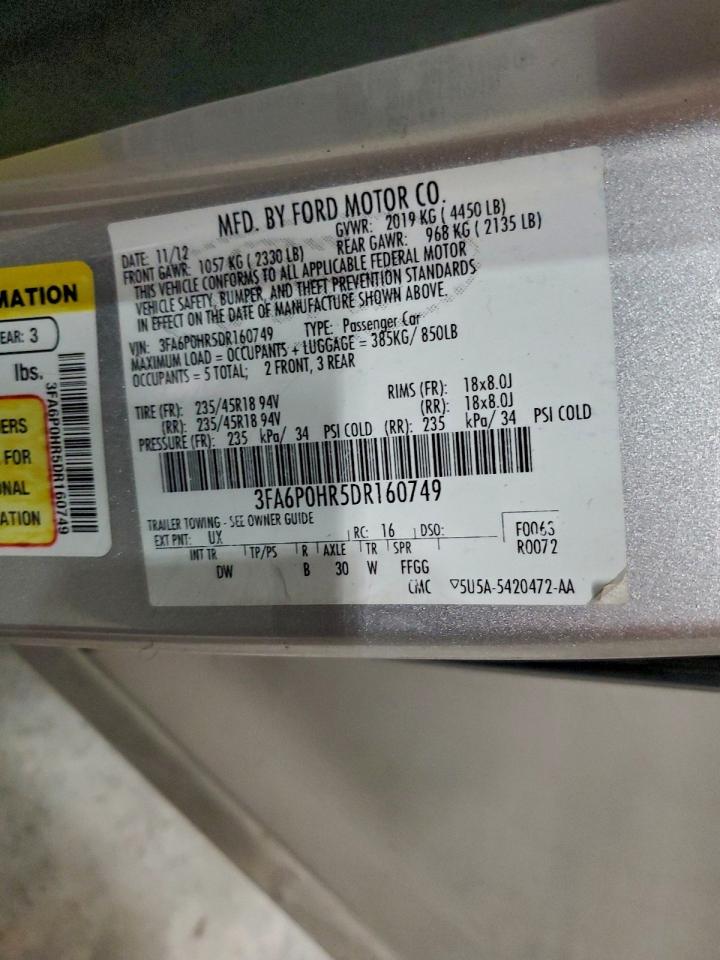 MFD. BY FORD MOTOR CO.
DATE: 11/12 GVWR: 2019 KG ( 4450 LB)
FRONT GAWR: 1057 KG ( 2330 LB) REAR GAWR: 968 KG ( 2135 LB)
THIS VEHICLE CONFORMS TO ALL APPLICABLE FEDERAL MOTOR
VEHICLE SAFETY, BUMPER, AND THEFT PREVENTION STANDARDS
IN EFFECT ON THE DATE OF MANUFACTURE SHOWN ABOVE.
VIN: 3FA6P0HR5DR160749 TYPE: Passenger Car
MAXIMUM LOAD = OCCUPANTS + LUGGAGE = 385KG/ 850LB
OCCUPANTS = 5 TOTAL; 2 FRONT, 3 REAR
TIRE (FR): 235/45R18 94V RIMS (FR): 18x8.0J
(RR): 235/45R18 94V (RR): 18x8.0J
PRESSURE (FR): 235 kPa/ 34 PSI COLD (RR): 235 kPa/ 34 PSI COLD
3FA6P0HR5DR160749
TRAILER TOWING - SEE OWNER GUIDE
EXT PNT: UX RC: 16 DSO: F0063
R0072
INT TR TP/PS R AXLE TR SPR
DW B 30 W FFGG
CMC ▽5U5A-5420472-AA
MATION
EAR: 3
lbs.
ERS
FOR
NAL
ATION
3FA6P0HR5DR160749